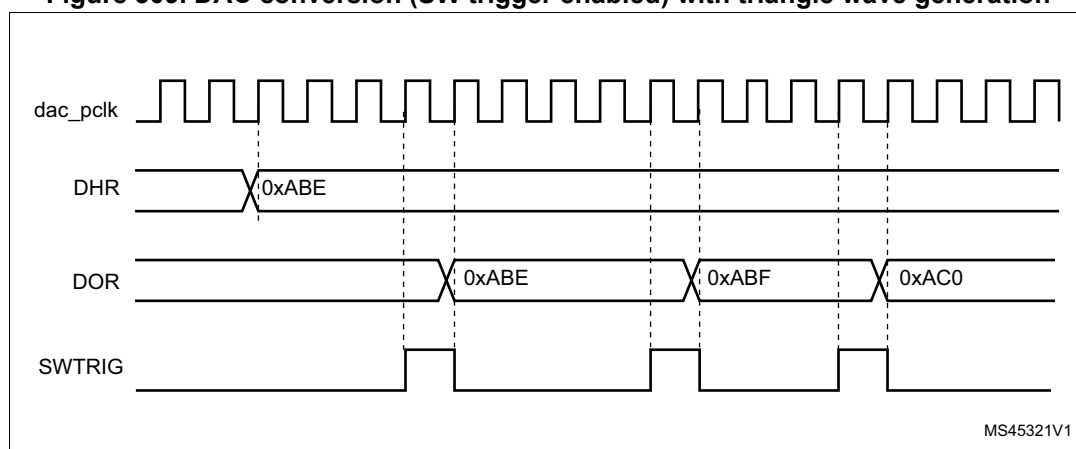 Figure 333. DAC conversion (SW trigger enabled) with triangle wave generation
dac_pclk
DHR
0xABE
DOR
0xABE
0xABF
0xAC0
SWTRIG
MS45321V1